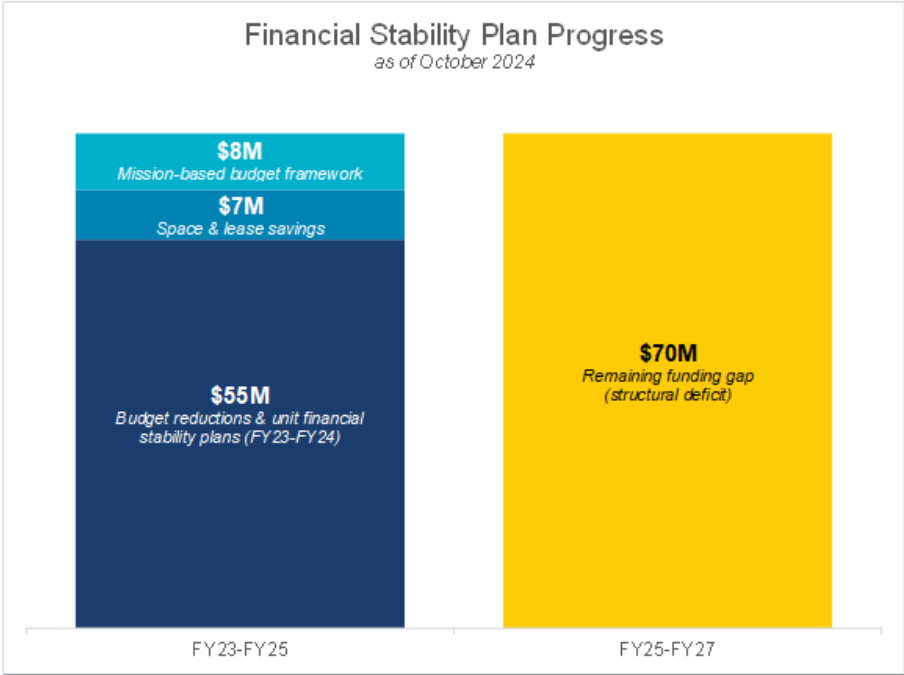 Financial Stability Plan Progress
as of October 2024
$8M
Mission-based budget framework
$7M
Space & lease savings
$55M
Budget reductions & unit financial
stability plans (FY23-FY24)
$70M
Remaining funding gap
(structural deficit)
FY23-FY25
FY25-FY27